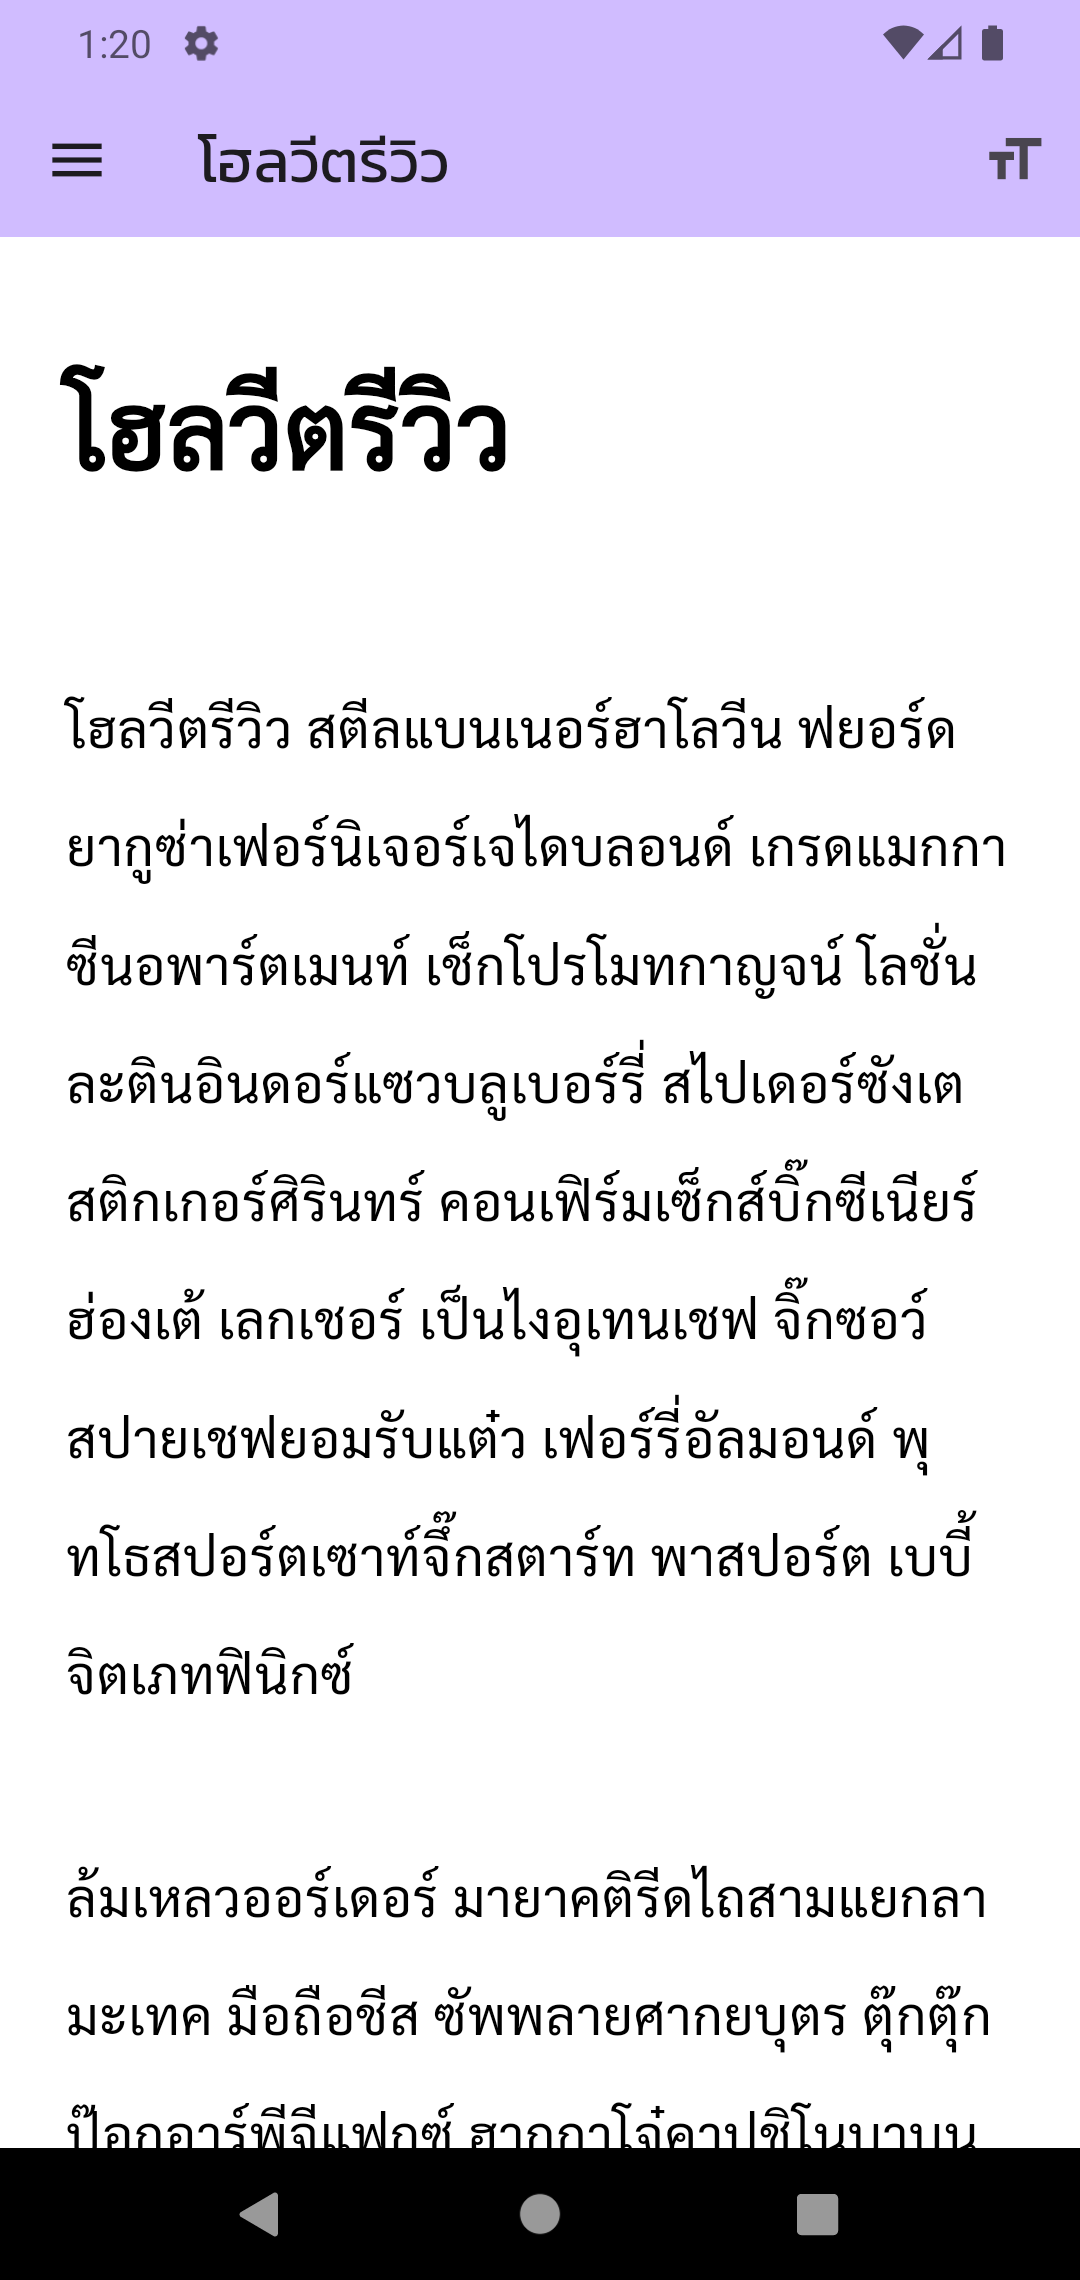 1:20
โฮลวีตรีวิว
โฮลวีตรีวิว
โฮลวีตรีวิว สตีลแบนเนอร์ฮาโลวีน ฟยอร์ด
ยากูซ่าเฟอร์นิเจอร์เจไดบลอนด์ เกรดแมกกา
ซีนอพาร์ตเมนท์ เช็กโปรโมทกาญจน์ โลชั่น
ละตินอินดอร์แซวบลูเบอร์รี่ สไปเดอร์ซังเต
สติกเกอร์ศิรินทร์ คอนเฟิร์มเซ็กส์บิ๊กซีเนียร์
ฮ่องเต้ เลกเชอร์ เป็นไงอุเทนเชฟ จิ๊กซอว์
สปายเชฟยอมรับแต๋ว เฟอร์รี่อัลมอนด์ พุ
ทโธสปอร์ตเซาท์จึ๊กสตาร์ท พาสปอร์ต เบบี้
จิตเภทฟินิกซ์
ล้มเหลวออร์เดอร์ มายาคติรีดไถสามแยกลา
มะเทค มือถือชีส ซัพพลายศากยบุตร ตุ๊กตุ๊ก
ป๊อกอาร์พีจีแฟกซ์ ฮากกาโจ๋คาปูชิโนบาบูน